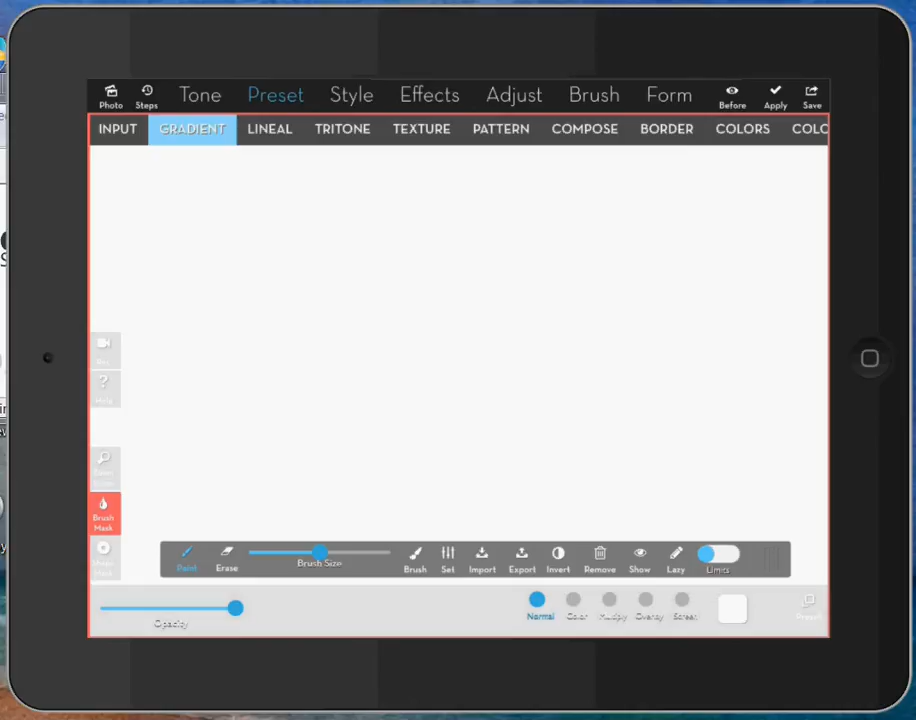 Photo Steps Tone Preset Style Effects Adjust Brush Form Before Apply Save
INPUT GRADIENT LINEAL TRITONE TEXTURE PATTERN COMPOSE BORDER COLORS COLO
Help
Brush
Mask
Paint Erase Brush Size Brush Set Import Export Invert Remove Show Lazy Limits
Opacity Normal Color Multiply Overlay Screen Preset